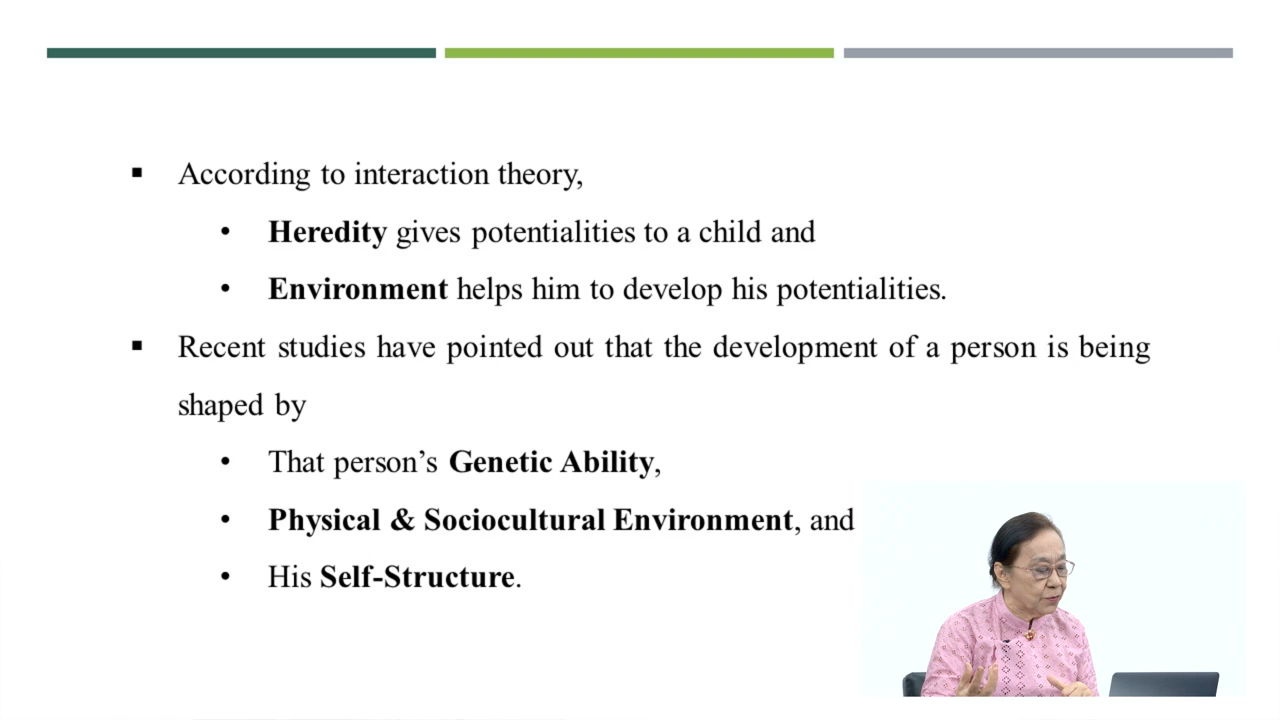 ▪ According to interaction theory,
• Heredity gives potentialities to a child and
• Environment helps him to develop his potentialities.
▪ Recent studies have pointed out that the development of a person is being
shaped by
• That person’s Genetic Ability,
• Physical & Sociocultural Environment, and
• His Self-Structure.